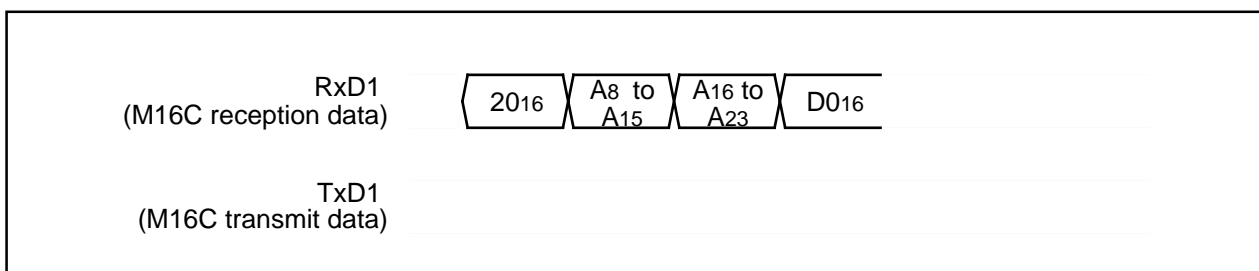 RxD1
(M16C reception data)
2016
A8 to
A15
A16 to
A23
D016
TxD1
(M16C transmit data)